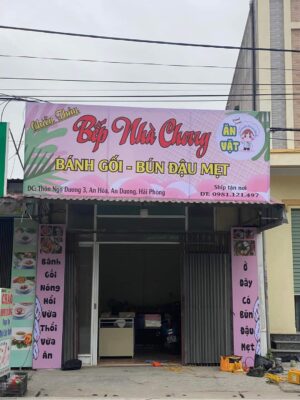 Bếp Nhà Chong
ĂN VẶT
BÁNH GỐI - BÚN ĐẬU MẸT
ĐC: Thôn Ngọ Dương 3, An Hòa, An Dương, Hải Phòng
Ship tận nơi
ĐT: 0981.121.497
Bánh
Gối
Nóng
Hổi
Vừa
Thổi
Vừa
Ăn
Ở
Đây
Có
Bún
Đậu
Mẹt